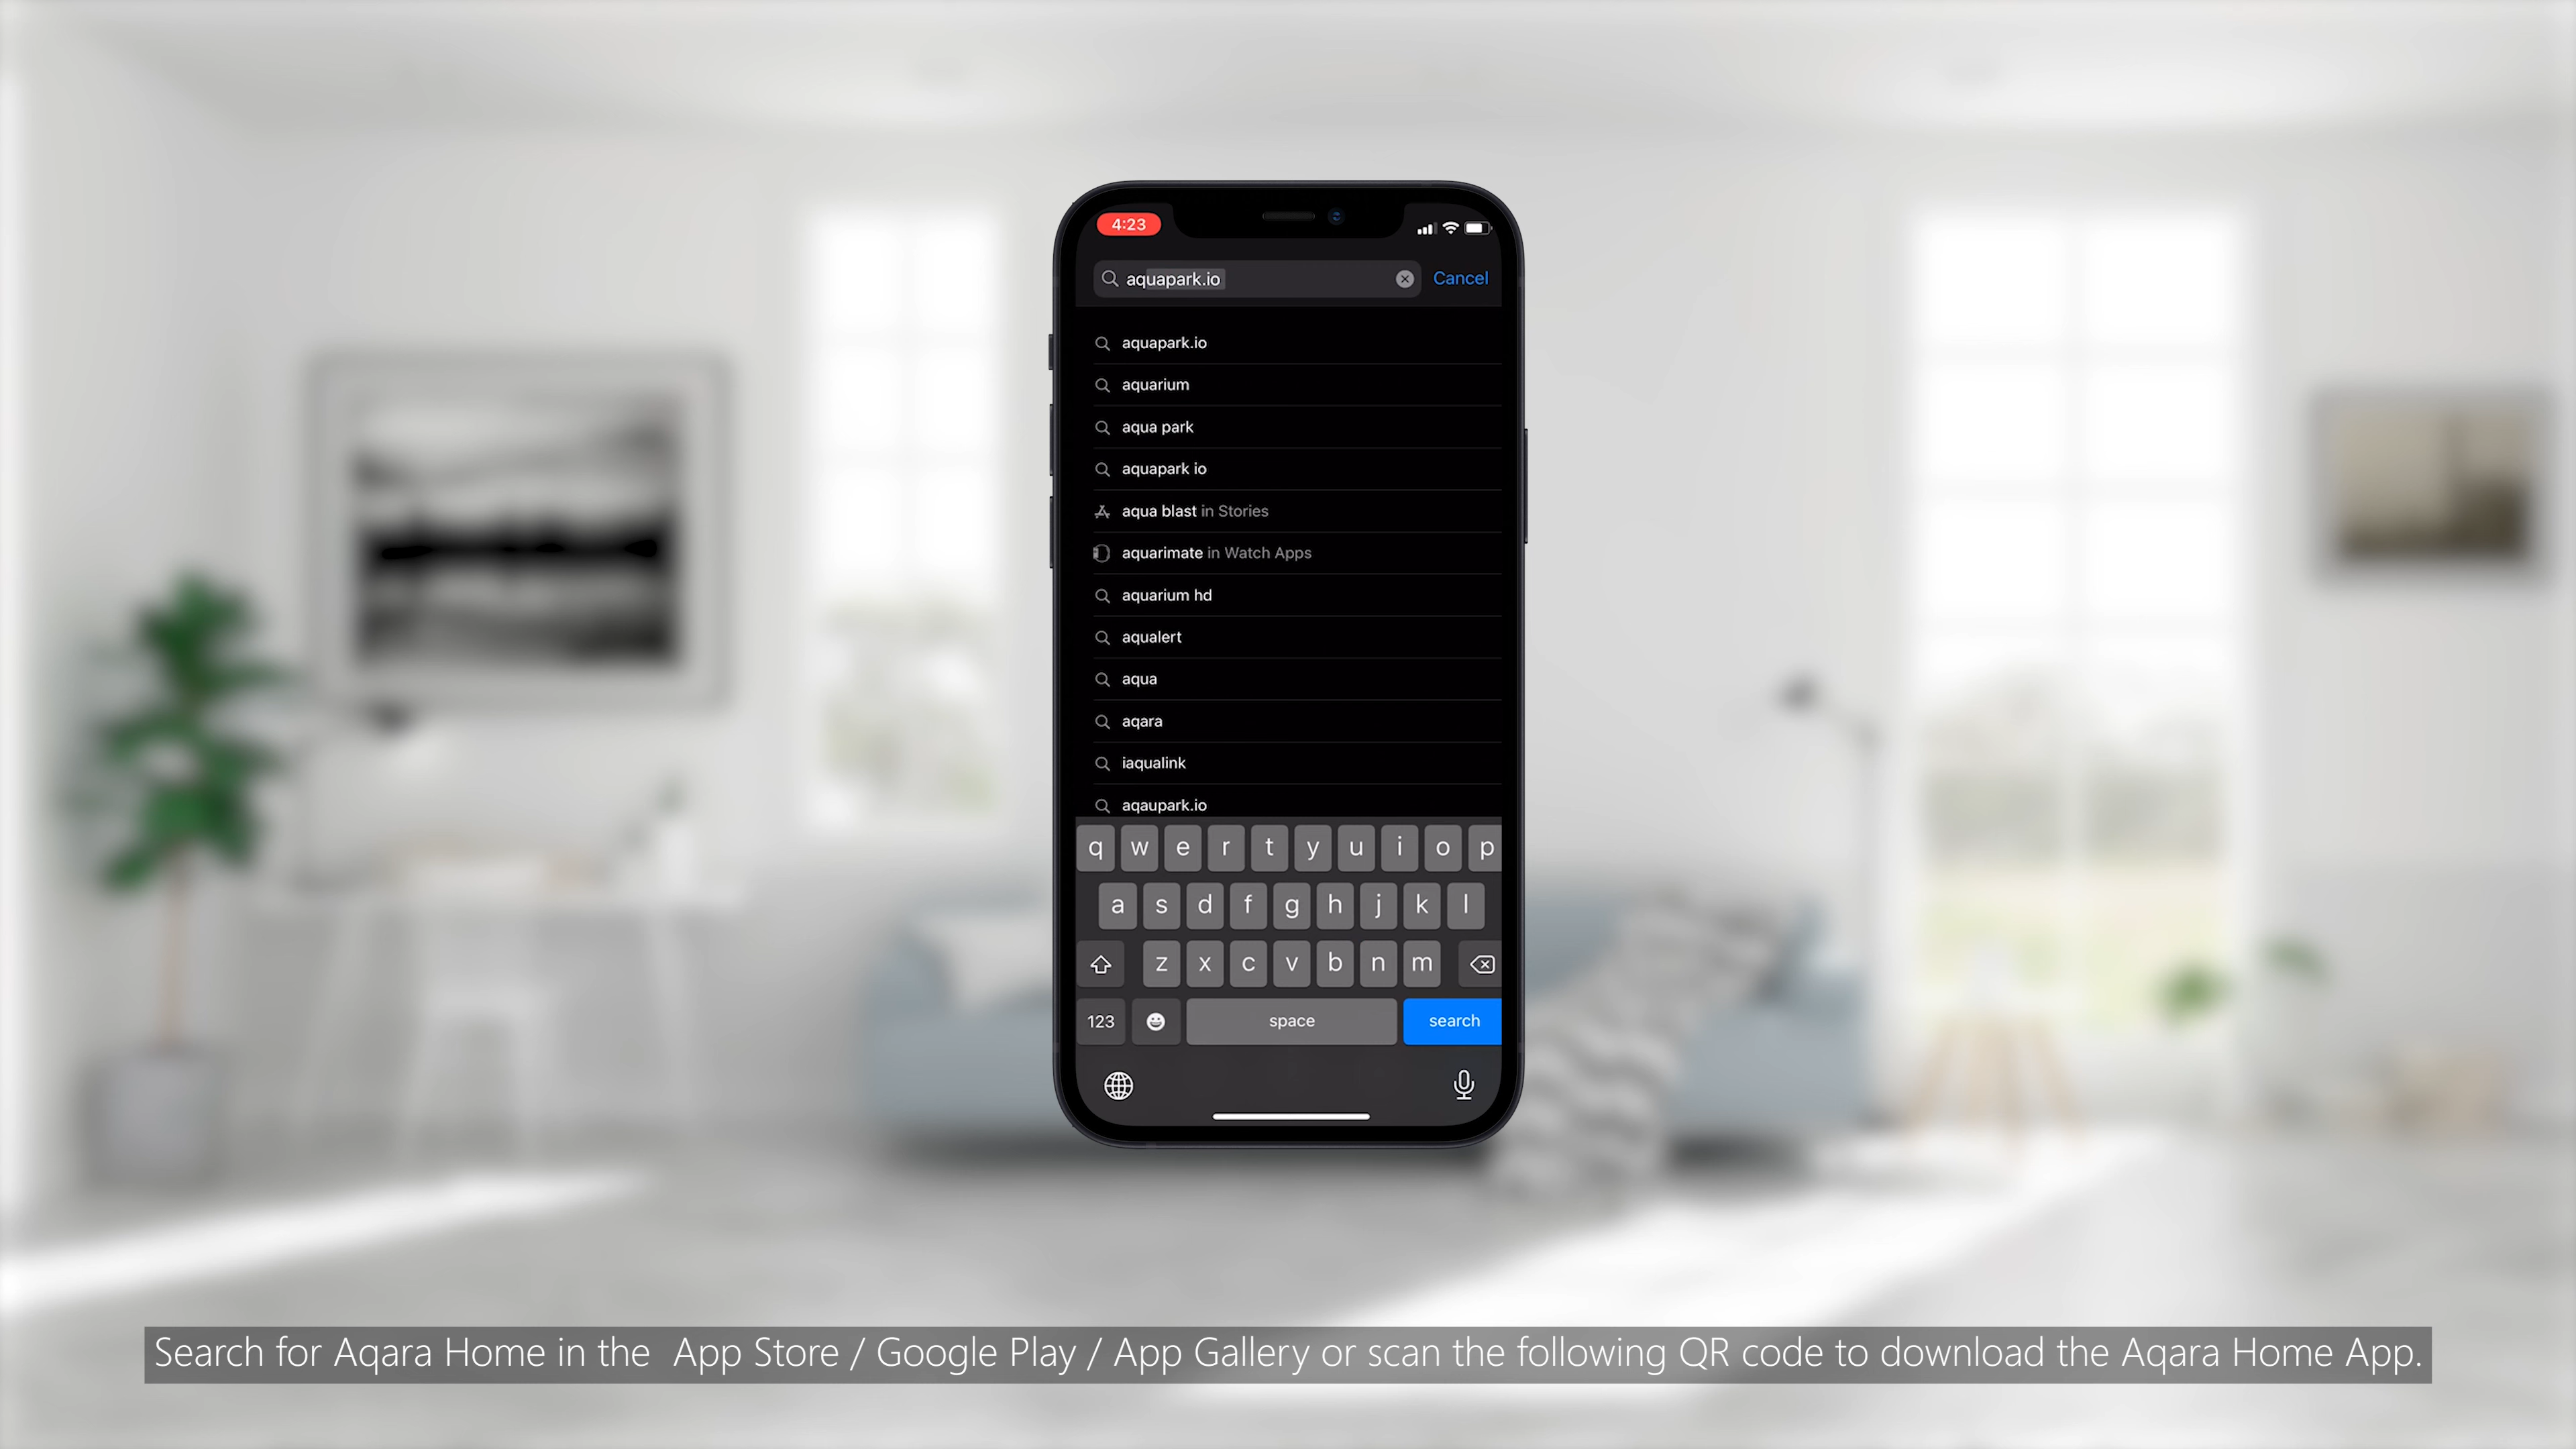 4:23
aquapark.io
Cancel
aquapark.io
aquarium
aqua park
aquapark io
aqua blast in Stories
aquarimate in Watch Apps
aquarium hd
aqualert
aqua
aqara
iaqualink
aqaupark.io
q w e r t y u i o p
a s d f g h j k l
z x c v b n m
123 space search
Search for Aqara Home in the App Store / Google Play / App Gallery or scan the following QR code to download the Aqara Home App.